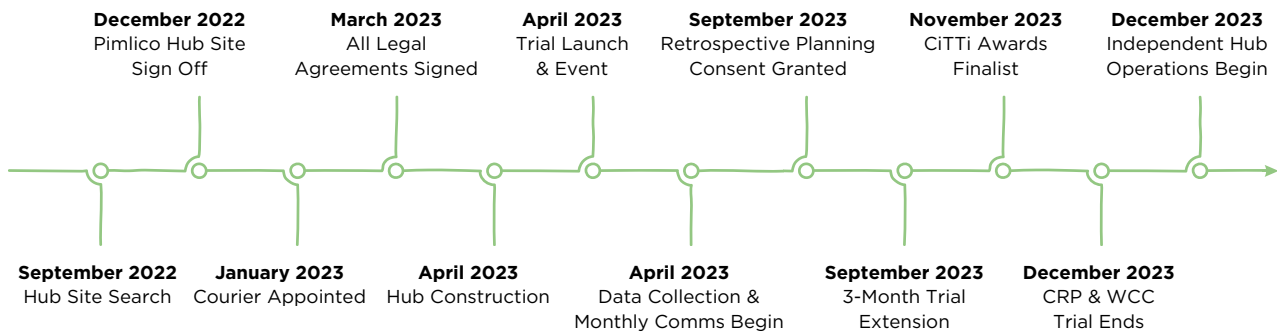 December 2022
Pimlico Hub Site
Sign Off
March 2023
All Legal
Agreements Signed
April 2023
Trial Launch
& Event
September 2023
Retrospective Planning
Consent Granted
November 2023
CiTTi Awards
Finalist
December 2023
Independent Hub
Operations Begin
September 2022
Hub Site Search
January 2023
Courier Appointed
April 2023
Hub Construction
April 2023
Data Collection &
Monthly Comms Begin
September 2023
3-Month Trial
Extension
December 2023
CRP & WCC
Trial Ends